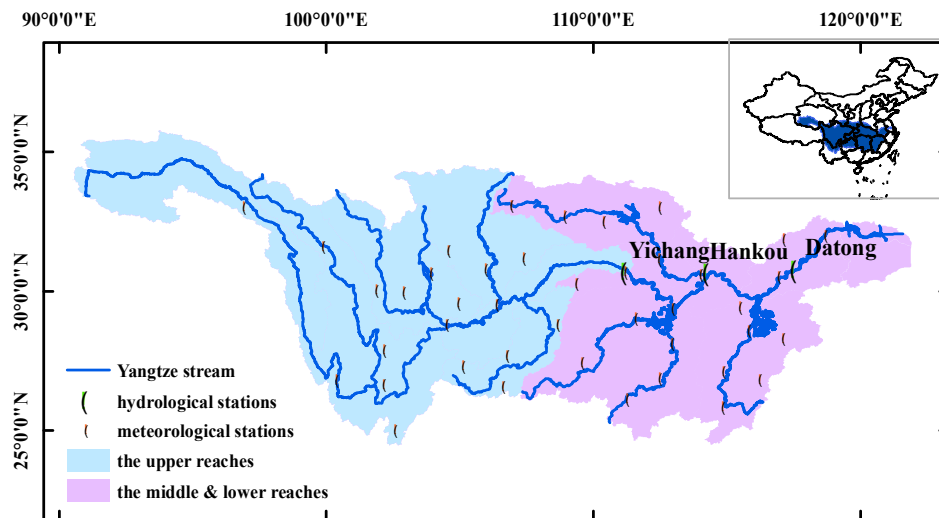 90°0'0"E 100°0'0"E 110°0'0"E 120°0'0"E
35°0'0"N
30°0'0"N
25°0'0"N
Yichang Hankou
Datong
Yangtze stream
hydrological stations
meteorological stations
the upper reaches
the middle & lower reaches